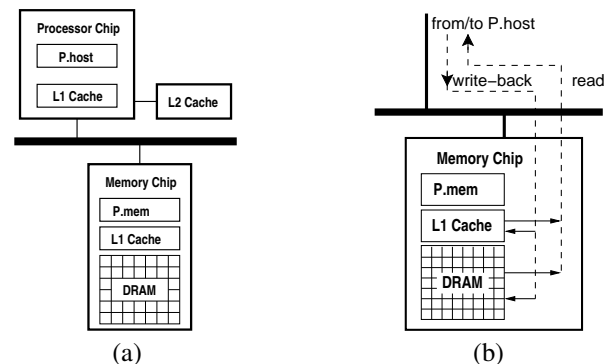 Processor Chip
P.host
L1 Cache
L2 Cache
Memory Chip
P.mem
L1 Cache
DRAM
(a)
from/to P.host
write−back
read
Memory Chip
P.mem
L1 Cache
DRAM
(b)